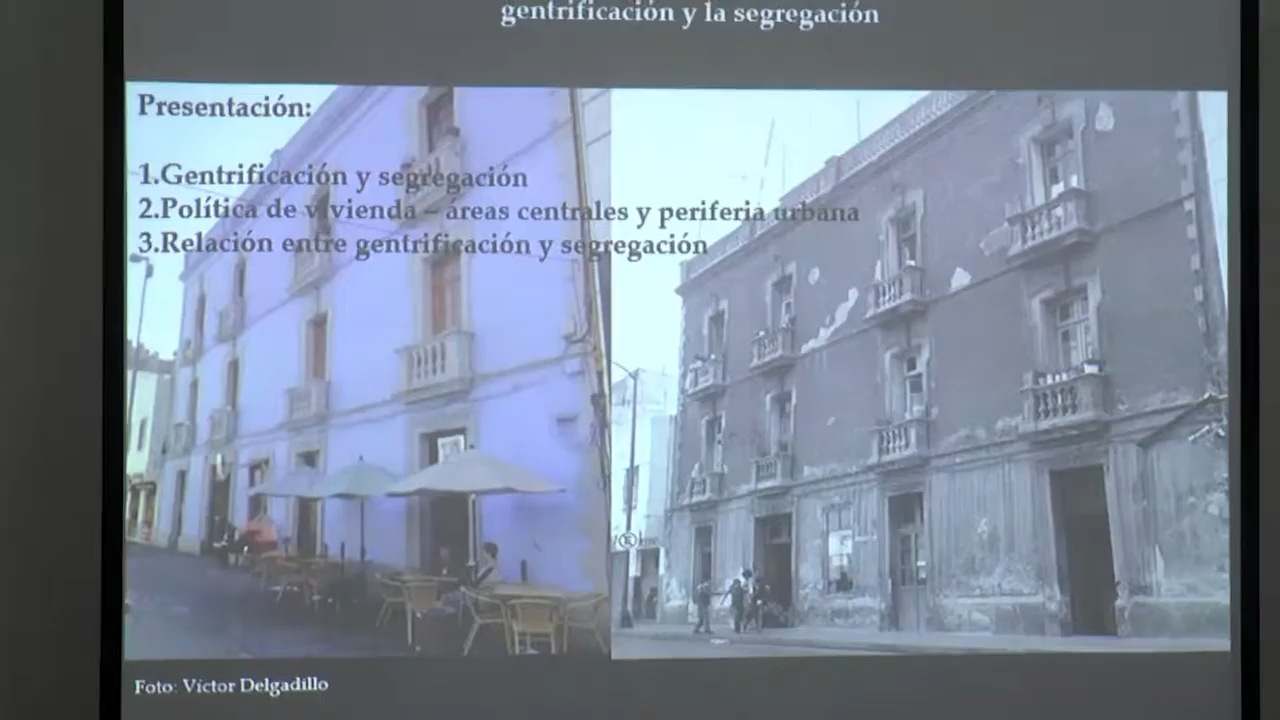 gentrificación y la segregación
Presentación:
1.Gentrificación y segregación
2.Política de vivienda – áreas centrales y periferia urbana
3.Relación entre gentrificación y segregación
Foto: Víctor Delgadillo